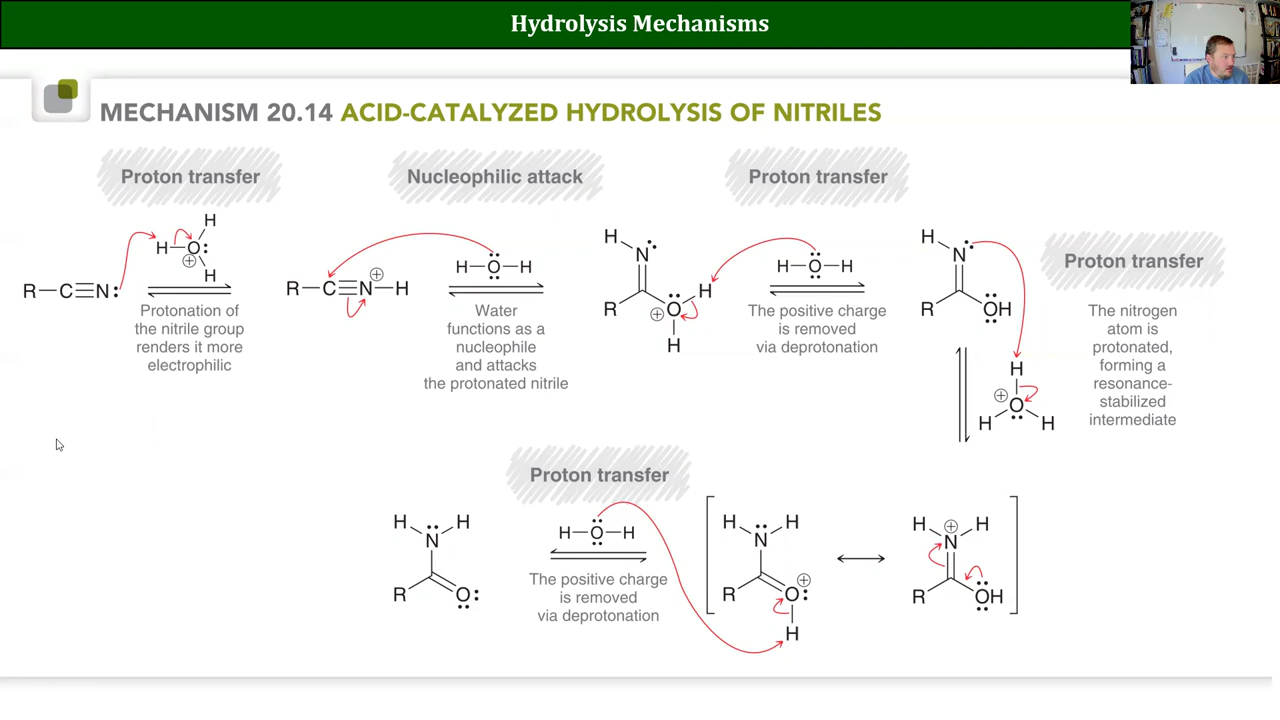 Hydrolysis Mechanisms
MECHANISM 20.14 ACID-CATALYZED HYDROLYSIS OF NITRILES
Proton transfer
Nucleophilic attack
Proton transfer
H
H—O:
⊕
H
R—C≡N:
Protonation of
the nitrile group
renders it more
electrophilic
R—C≡N—H
⊕
H—O—H
Water
functions as a
nucleophile
and attacks
the protonated nitrile
H
N
R
O
H
⊕
H
H—O—H
The positive charge
is removed
via deprotonation
H
N
R
OH
Proton transfer
The nitrogen
atom is
protonated,
forming a
resonance-
stabilized
intermediate
H
⊕
O
H
H
Proton transfer
H
H
N
R
O:
H—O—H
The positive charge
is removed
via deprotonation
H
H
N
R
O:
⊕
H
H
⊕
H
N
R
OH